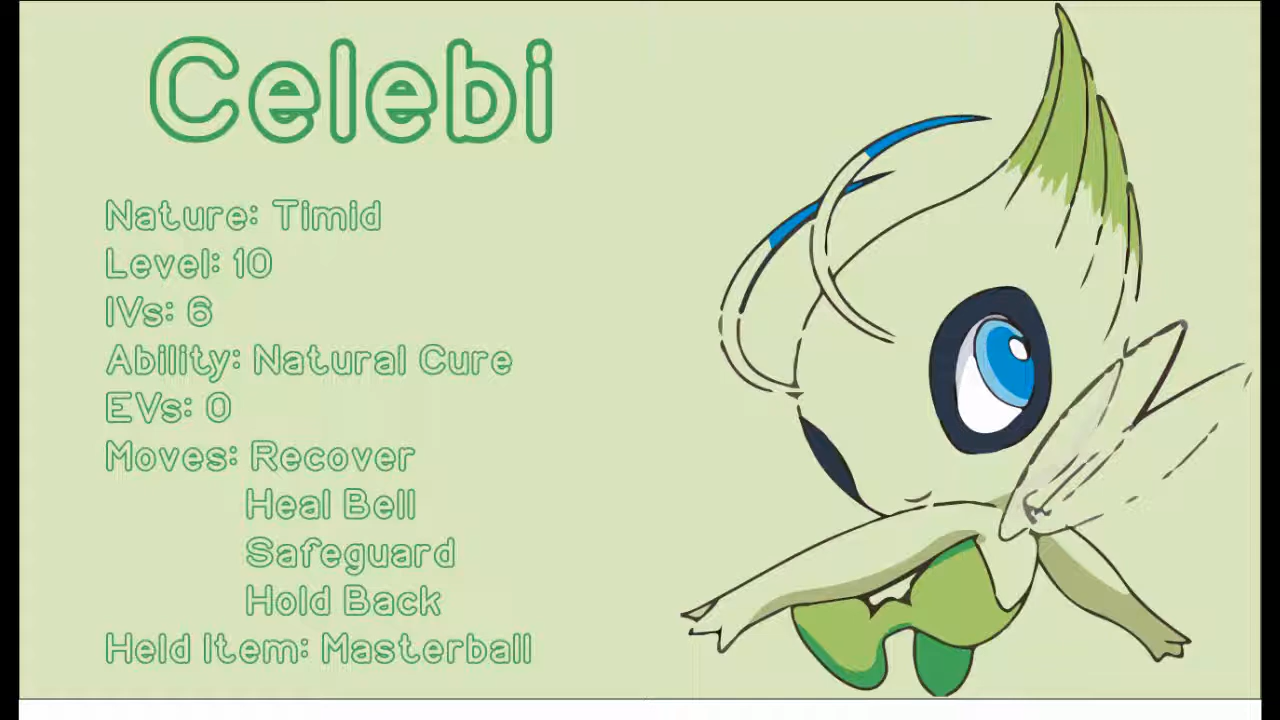 Celebi
Nature: Timid
Level: 10
IVs: 6
Ability: Natural Cure
EVs: 0
Moves: Recover
Heal Bell
Safeguard
Hold Back
Held Item: Masterball